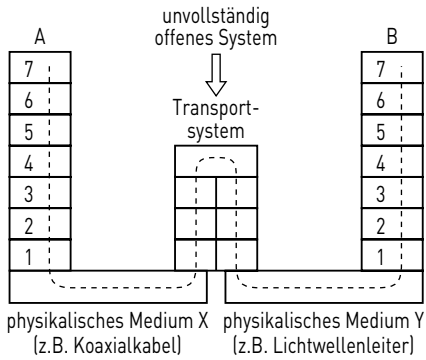 unvollständig
offenes System
A
B
Transport-
system
7
6
5
4
3
2
1
7
6
5
4
3
2
1
physikalisches Medium X
(z.B. Koaxialkabel)
physikalisches Medium Y
(z.B. Lichtwellenleiter)